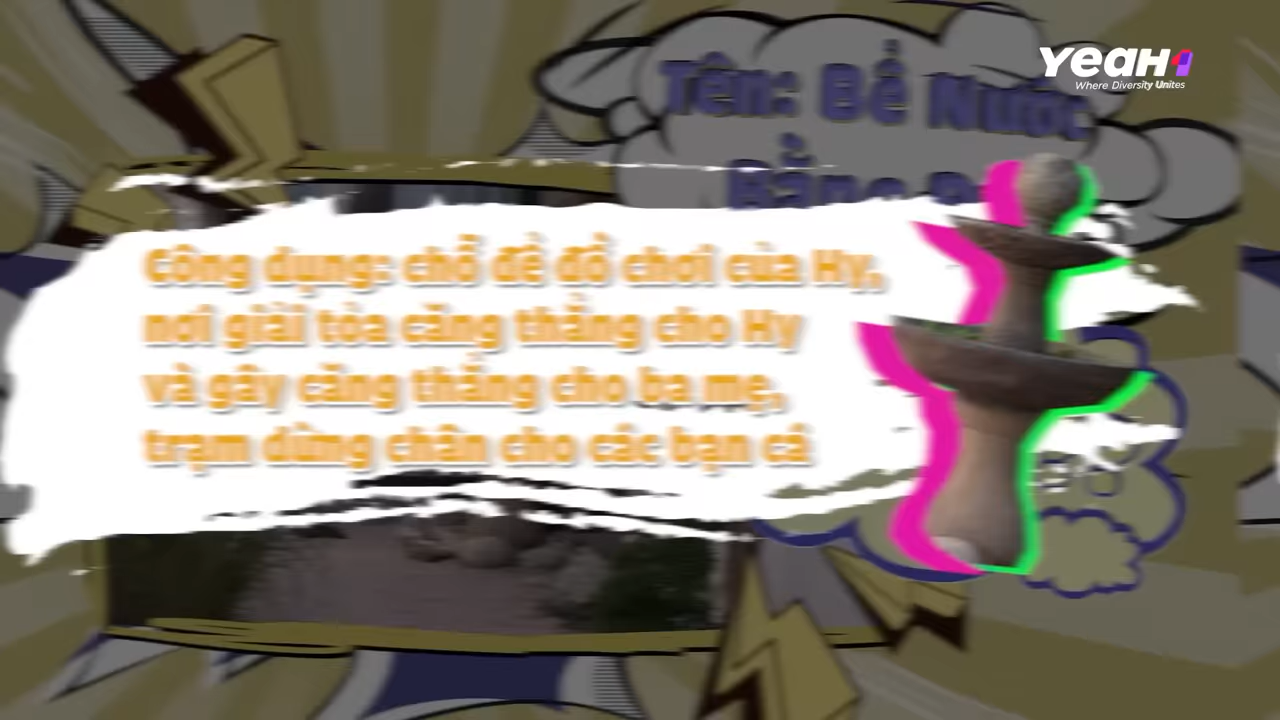 YEAH1
Where Diversity Unites
Tên: Bể Nước
Bằng
Công dụng: chỗ để đồ chơi của Hy,
nơi giải tỏa căng thẳng cho Hy
và gây căng thẳng cho ba mẹ,
trạm dừng chân cho các bạn cá